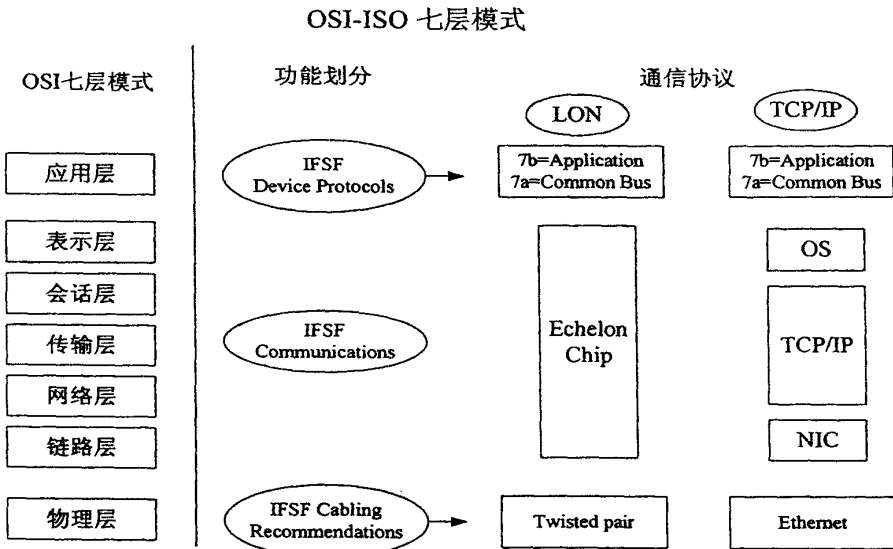 OSI-ISO 七层模式
OSI七层模式
功能划分
通信协议
LON
TCP/IP
应用层
IFSF
Device Protocols
7b=Application
7a=Common Bus
7b=Application
7a=Common Bus
表示层
会话层
传输层
网络层
链路层
IFSF
Communications
Echelon
Chip
OS
TCP/IP
NIC
物理层
IFSF Cabling
Recommendations
Twisted pair
Ethernet